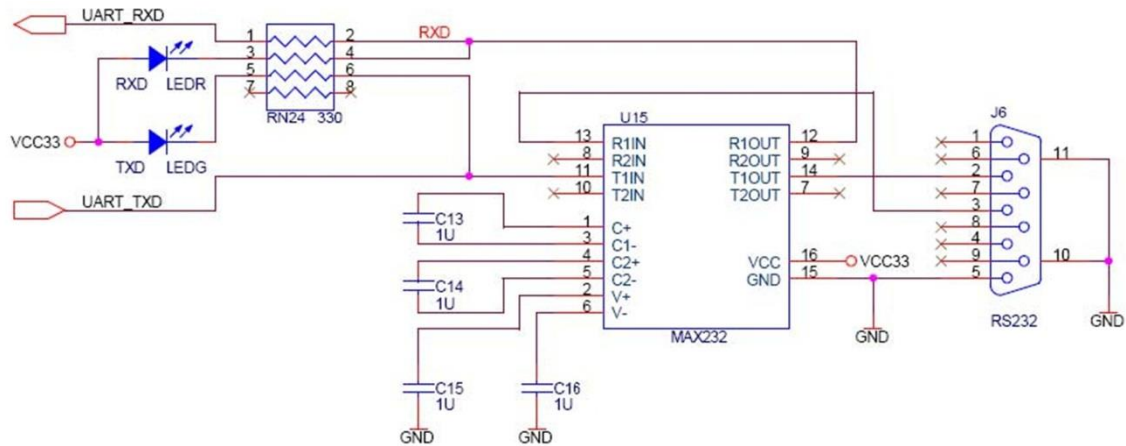 UART_RXD
1 2
RXD
3 4
5 6
7 8
RXD LEDR
RN24 330
VCC33
TXD LEDG
UART_TXD
U15
13 R1IN R1OUT 12
8 R2IN R2OUT 9
11 T1IN T1OUT 14
10 T2IN T2OUT 7
1 C+
3 C1-
4 C2+
5 C2-
2 V+
6 V-
VCC 16 VCC33
GND 15
MAX232
GND
C13
1U
C14
1U
C15
1U
GND
C16
1U
GND
J6
1
6
2
7
3
8
4
9
5
11
10
RS232
GND